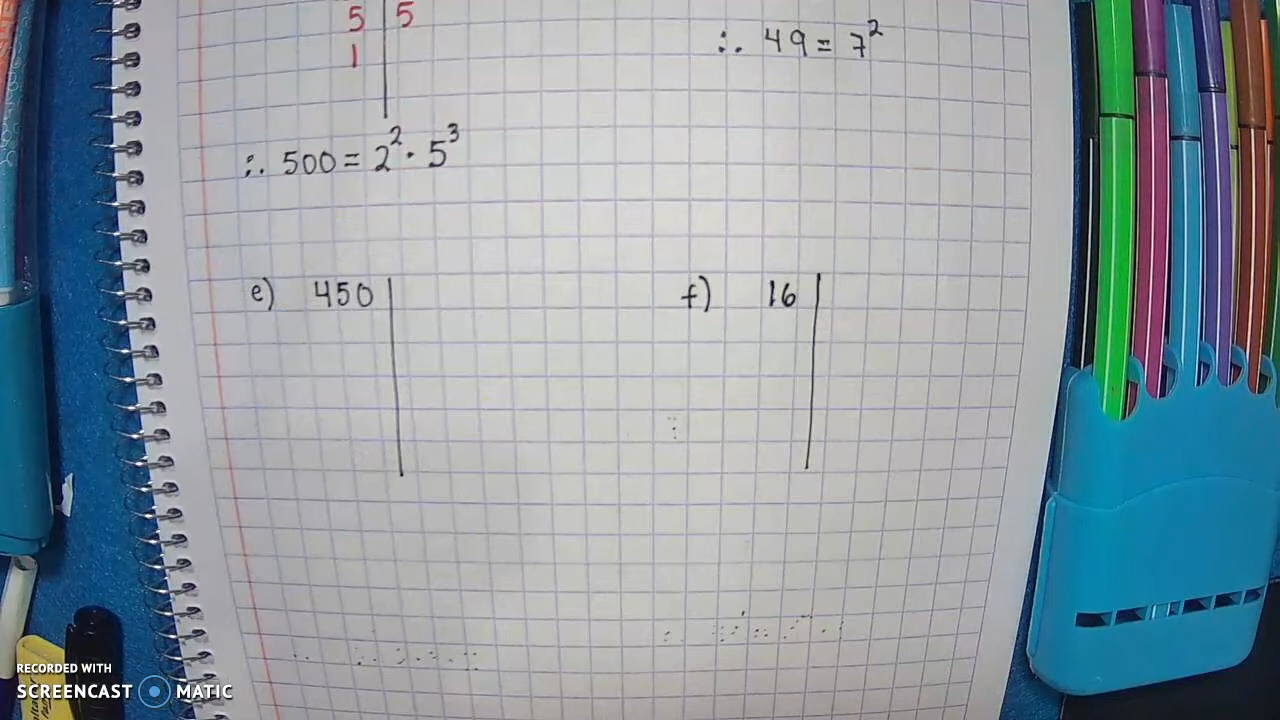 5 | 5
1
∴ 49 = 7²
∴ 500 = 2² · 5³
e) 450
f) 16
RECORDED WITH
SCREENCAST MATIC